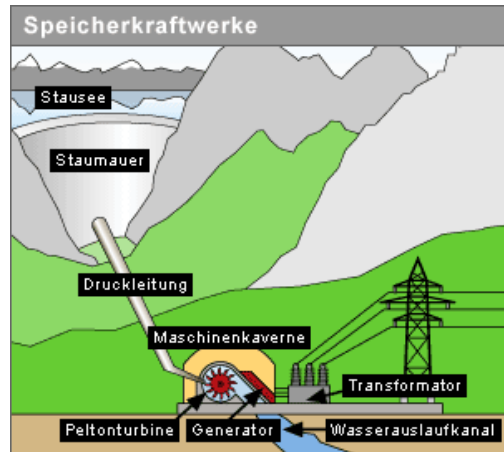 Speicherkraftwerke
Stausee
Staumauer
Druckleitung
Maschinenkaverne
Transformator
Peltonturbine
Generator
Wasserauslaufkanal